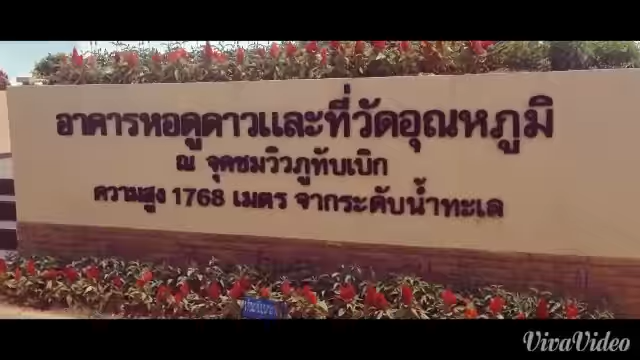 อาคารหอดูดาวและที่วัดอุณหภูมิ
ณ จุดชมวิวภูทับเบิก
ความสูง 1768 เมตร จากระดับน้ำทะเล
VivaVideo